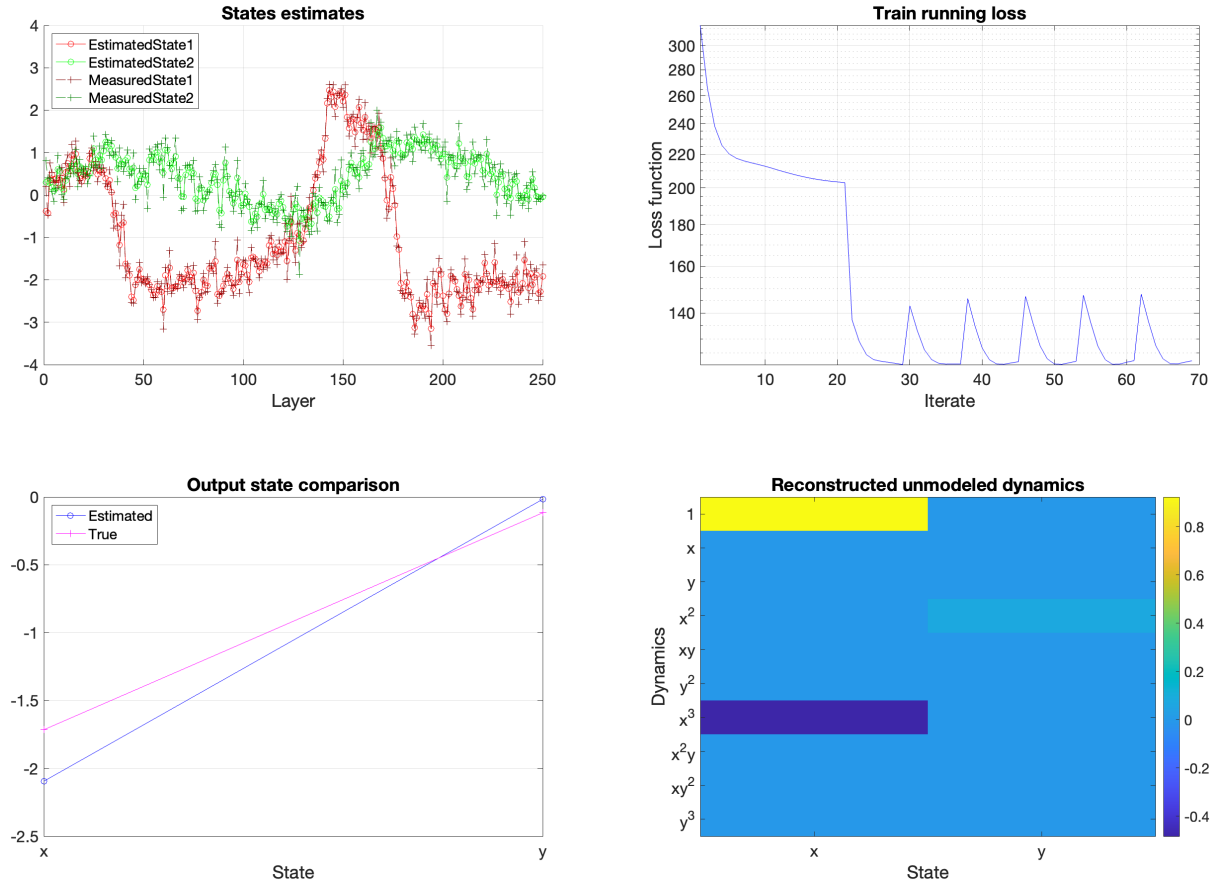 States estimates
4
3
2
1
0
-1
-2
-3
-4
EstimatedState1
EstimatedState2
MeasuredState1
MeasuredState2
0
50
100
150
200
250
Layer
Train running loss
Loss function
300
280
260
240
220
200
180
160
140
10
20
30
40
50
60
70
Iterate
Output state comparison
0
-0.5
-1
-1.5
-2
-2.5
Estimated
True
x
y
State
Reconstructed unmodeled dynamics
Dynamics
1
x
y
x²
xy
y²
x³
x²y
xy²
y³
x
y
State
0.8
0.6
0.4
0.2
0
-0.2
-0.4